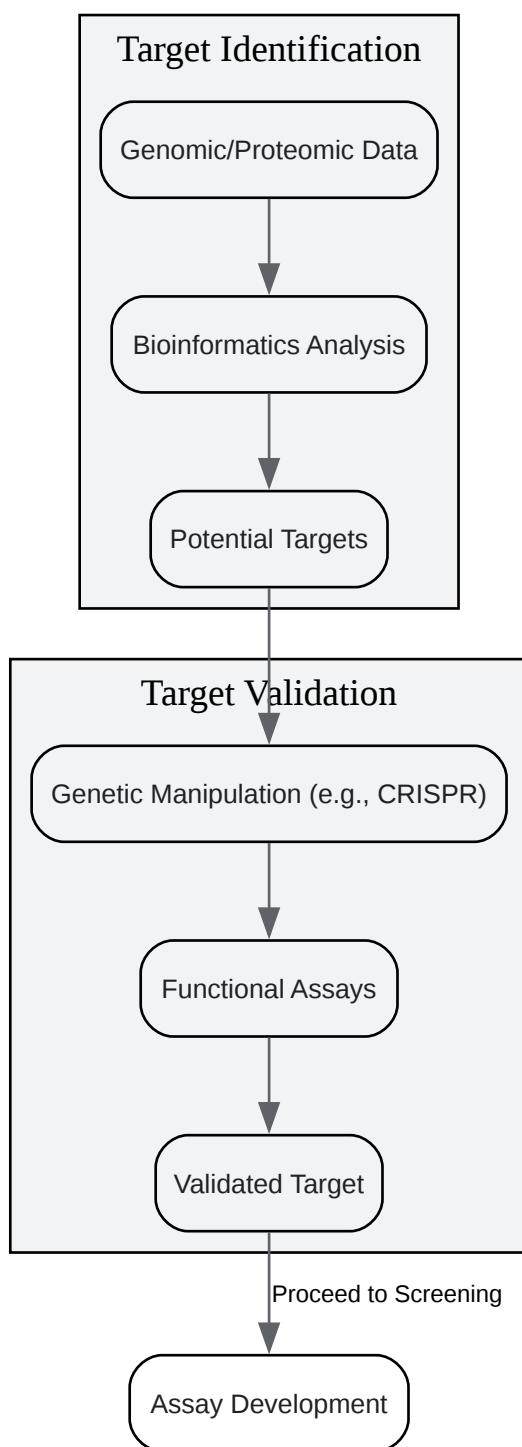 Target Identification
Genomic/Proteomic Data
Bioinformatics Analysis
Potential Targets
Target Validation
Genetic Manipulation (e.g., CRISPR)
Functional Assays
Validated Target
Proceed to Screening
Assay Development